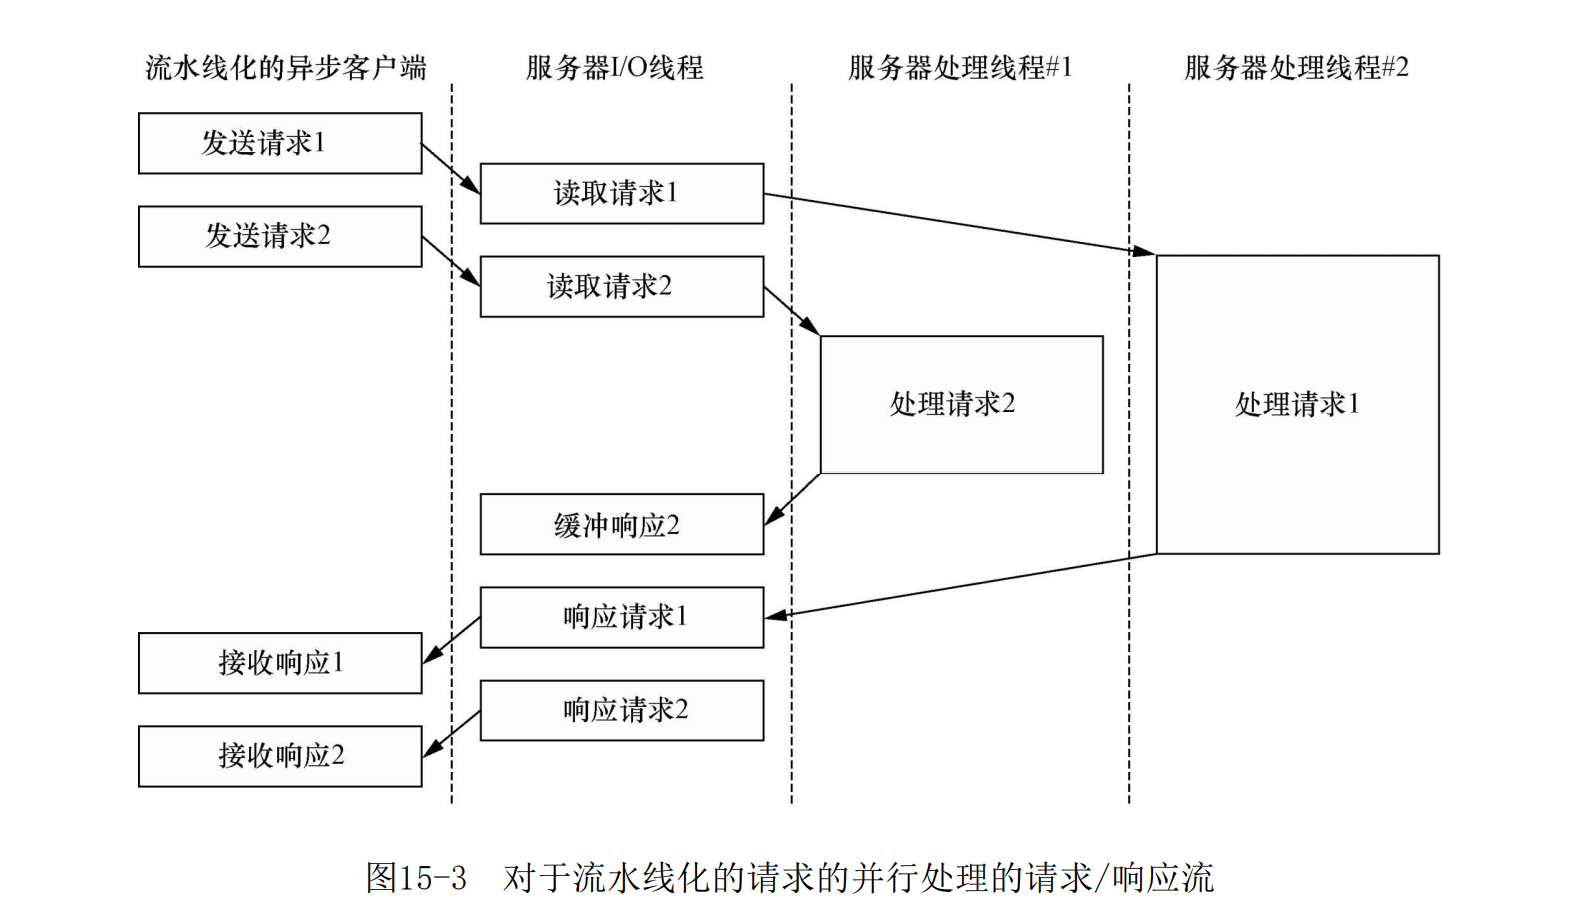 流水线化的异步客户端
服务器I/O线程
服务器处理线程#1
服务器处理线程#2
发送请求1
读取请求1
发送请求2
读取请求2
处理请求2
处理请求1
缓冲响应2
响应请求1
接收响应1
响应请求2
接收响应2
图15-3 对于流水线化的请求的并行处理的请求/响应流